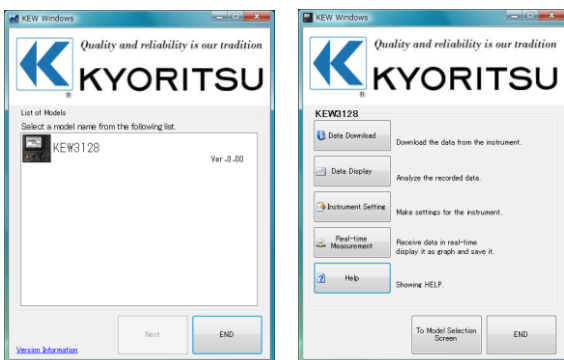 KEW Windows
Quality and reliability is our tradition
KYORITSU
®
List of Models
Select a model name from the following list.
KEW3128
Ver.0.00
Next
END
Version Information
KEW Windows
Quality and reliability is our tradition
KYORITSU
®
KEW3128
Data Download
Download the data from the instrument.
Data Display
Analyze the recorded data.
Instrument Setting
Make settings for the instrument.
Real-time
Measurement
Receive data in real-time
display it as graph and save it.
Help
Showing HELP.
To Model Selection
Screen
END